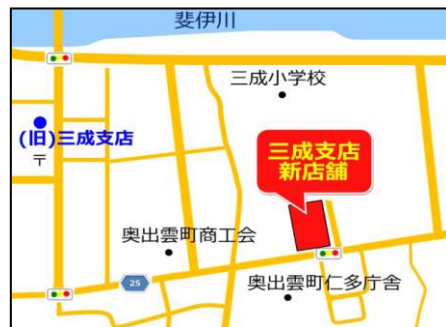 斐伊川
三成小学校
(旧)三成支店
〒
三成支店
新店舗
奥出雲町商工会
25
奥出雲町仁多庁舎